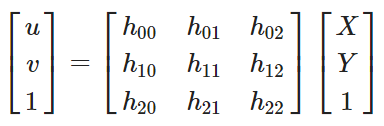 u = h00 h01 h02 X
v h10 h11 h12 Y
1 h20 h21 h22 1